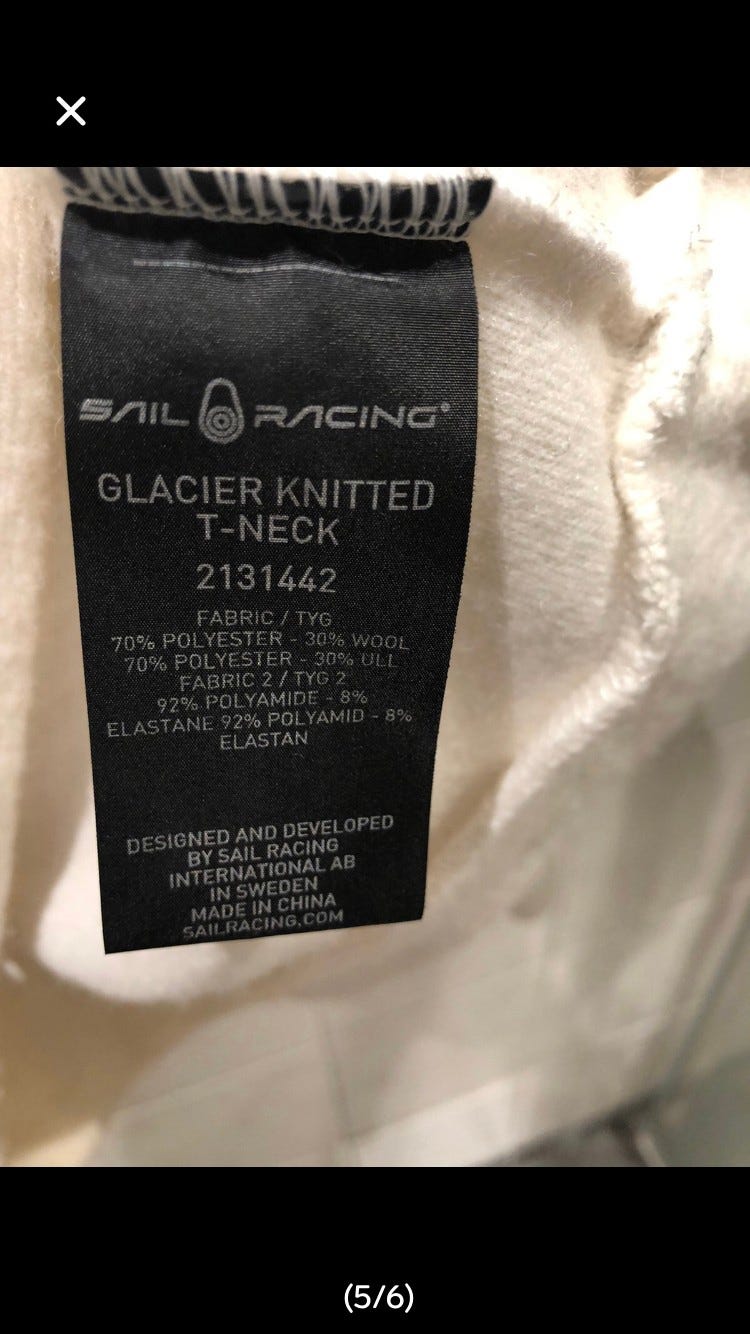 SAIL RACING
GLACIER KNITTED
T-NECK
2131442
FABRIC / TYG
70% POLYESTER - 30% WOOL
70% POLYESTER - 30% ULL
FABRIC 2 / TYG 2
92% POLYAMIDE - 8%
ELASTANE 92% POLYAMID - 8%
ELASTAN
DESIGNED AND DEVELOPED
BY SAIL RACING
INTERNATIONAL AB
IN SWEDEN
MADE IN CHINA
SAILRACING.COM
(5/6)